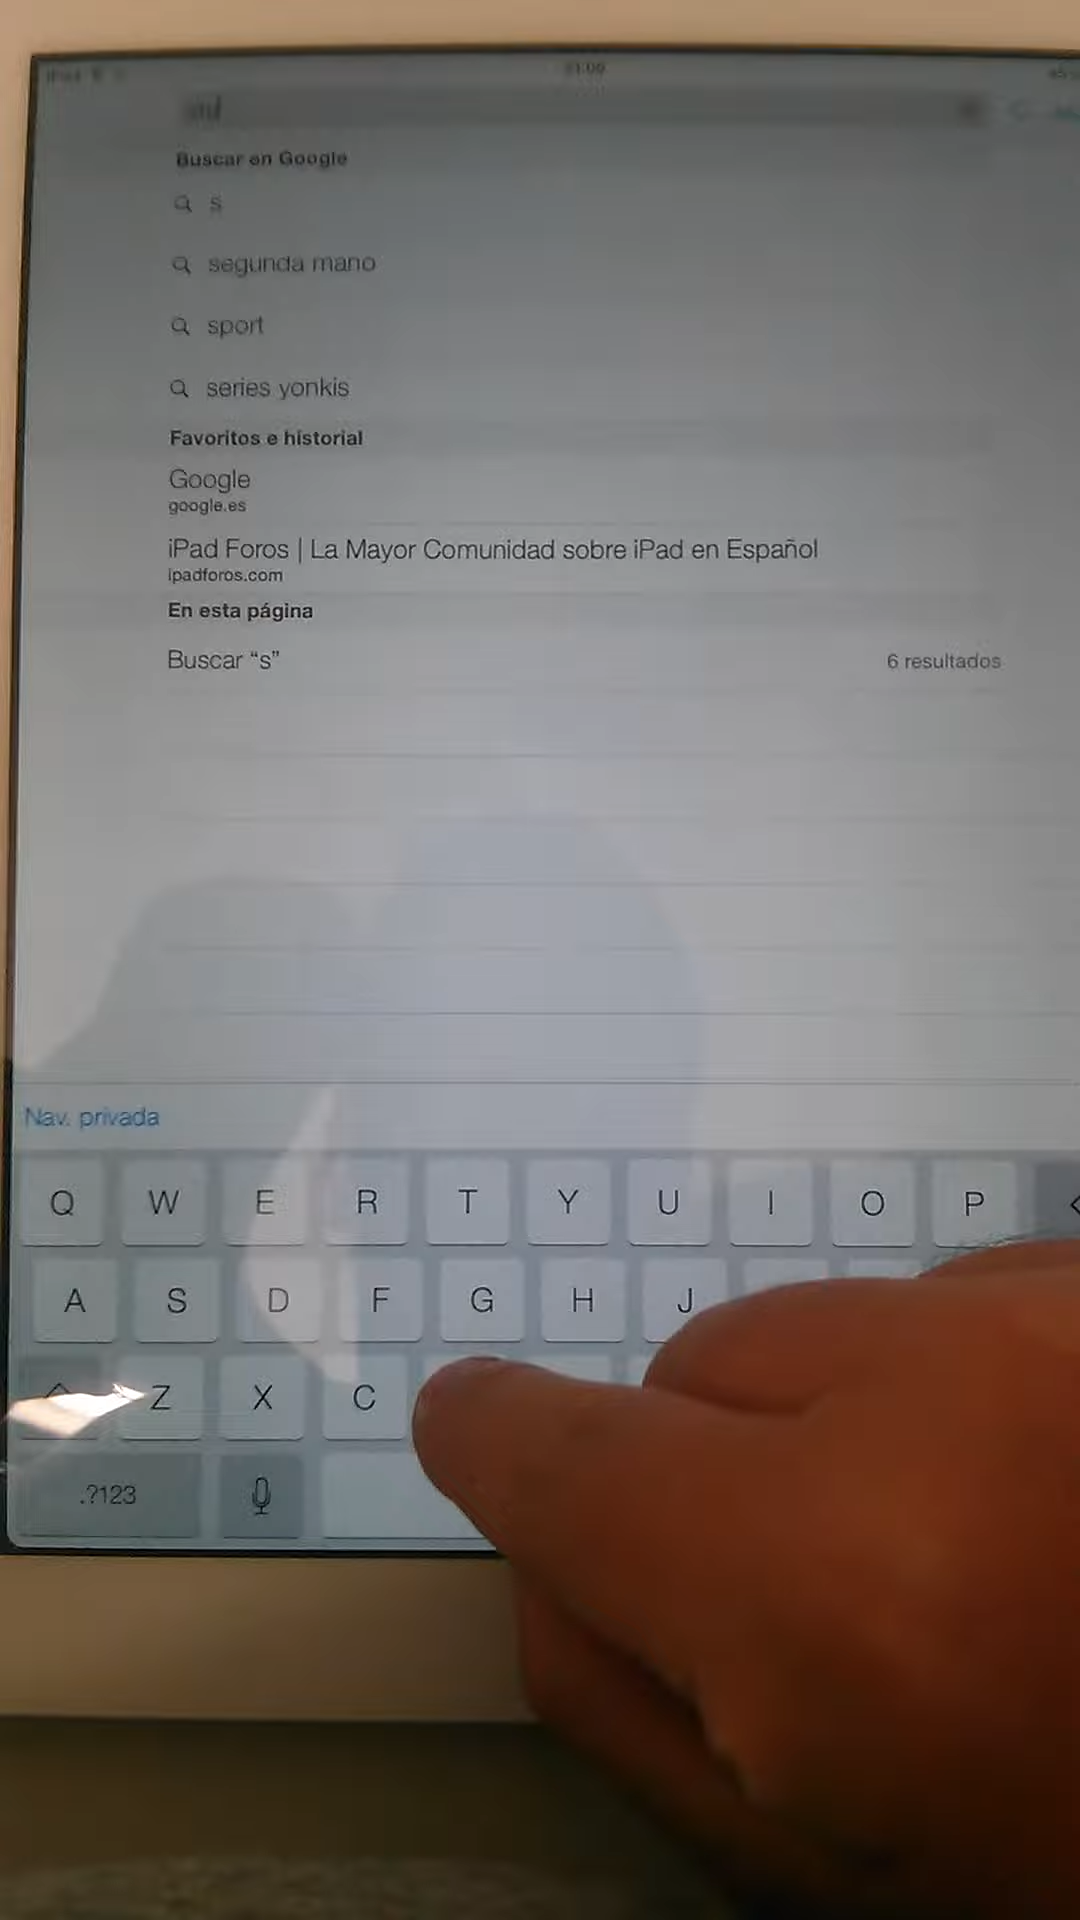 iPad
Buscar en Google
s
segunda mano
sport
series yonkis
Favoritos e historial
Google
google.es
iPad Foros | La Mayor Comunidad sobre iPad en Español
ipadforos.com
En esta página
Buscar “s” 6 resultados
Nav. privada
Q W E R T Y U I O P
A S D F G H J
Z X C
.?123